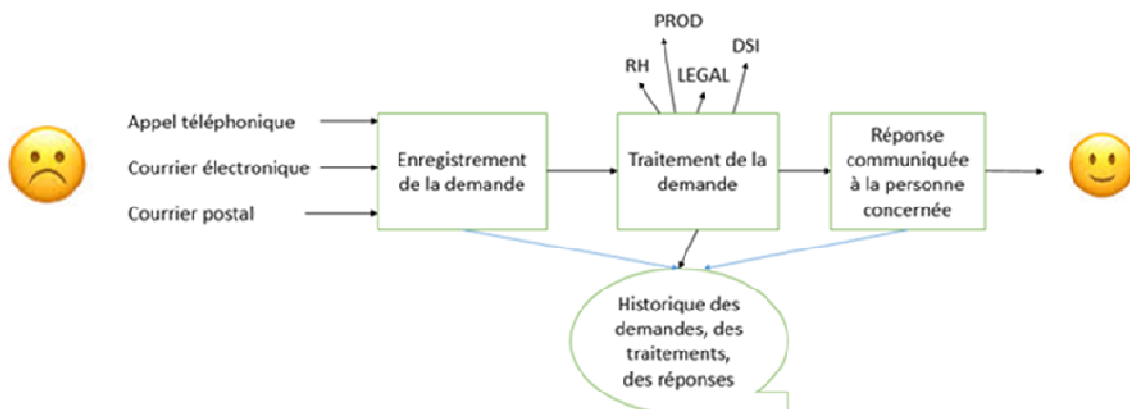 PROD
DSI
RH
LEGAL
Appel téléphonique
Courrier électronique
Courrier postal
Enregistrement
de la demande
Traitement de la
demande
Réponse
communiquée
à la personne
concernée
Historique des
demandes, des
traitements,
des réponses